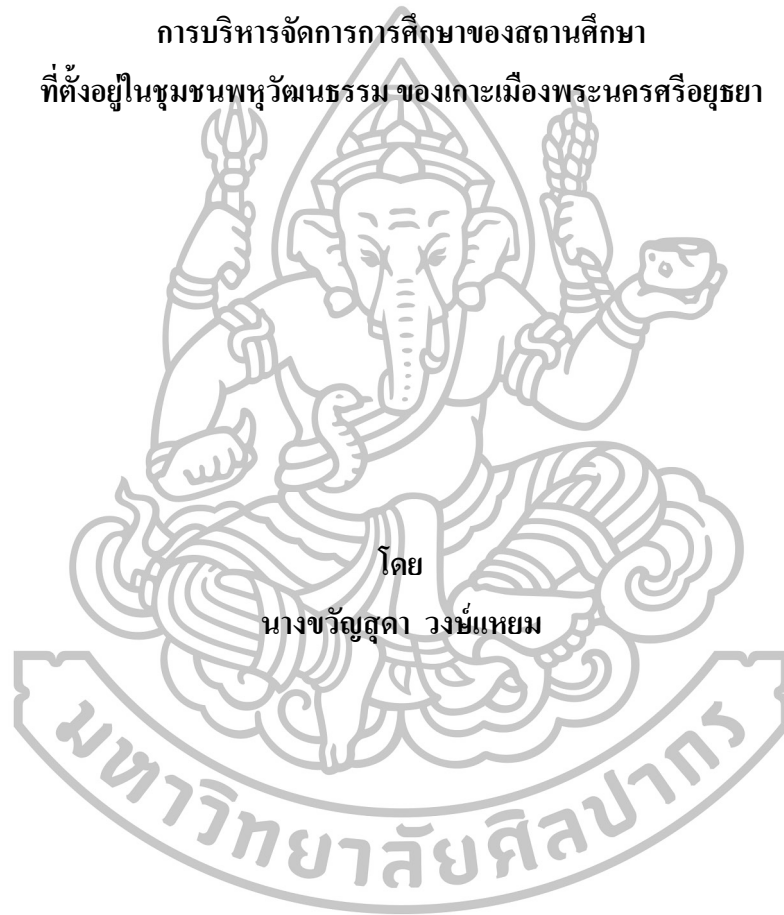 การบริหารจัดการการศึกษาของสถานศึกษา
ที่ตั้งอยู่ในชุมชนพหุวัฒนธรรม ของเกาะเมืองพระนครศรีอยุธยา
โดย
นางขวัญสุดา วงษ์แหยม
มหาวิทยาลัยศิลปากร